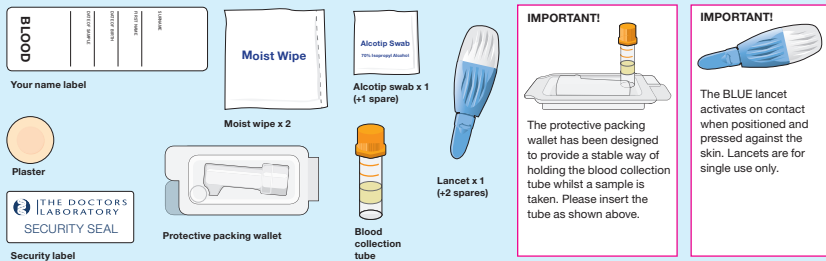 BLOOD
SURNAME
FIRST NAME
DATE OF BIRTH
DATE OF SAMPLE
Your name label
Moist Wipe
Moist wipe x 2
Alcotip Swab
70% Isopropyl Alcohol
Alcotip swab x 1
(+1 spare)
Plaster
THE DOCTORS
LABORATORY
SECURITY SEAL
Security label
Protective packing wallet
Blood
collection
tube
Lancet x 1
(+2 spares)
IMPORTANT!
The protective packing
wallet has been designed
to provide a stable way of
holding the blood collection
tube whilst a sample is
taken. Please insert the
tube as shown above.
IMPORTANT!
The BLUE lancet
activates on contact
when positioned and
pressed against the
skin. Lancets are for
single use only.